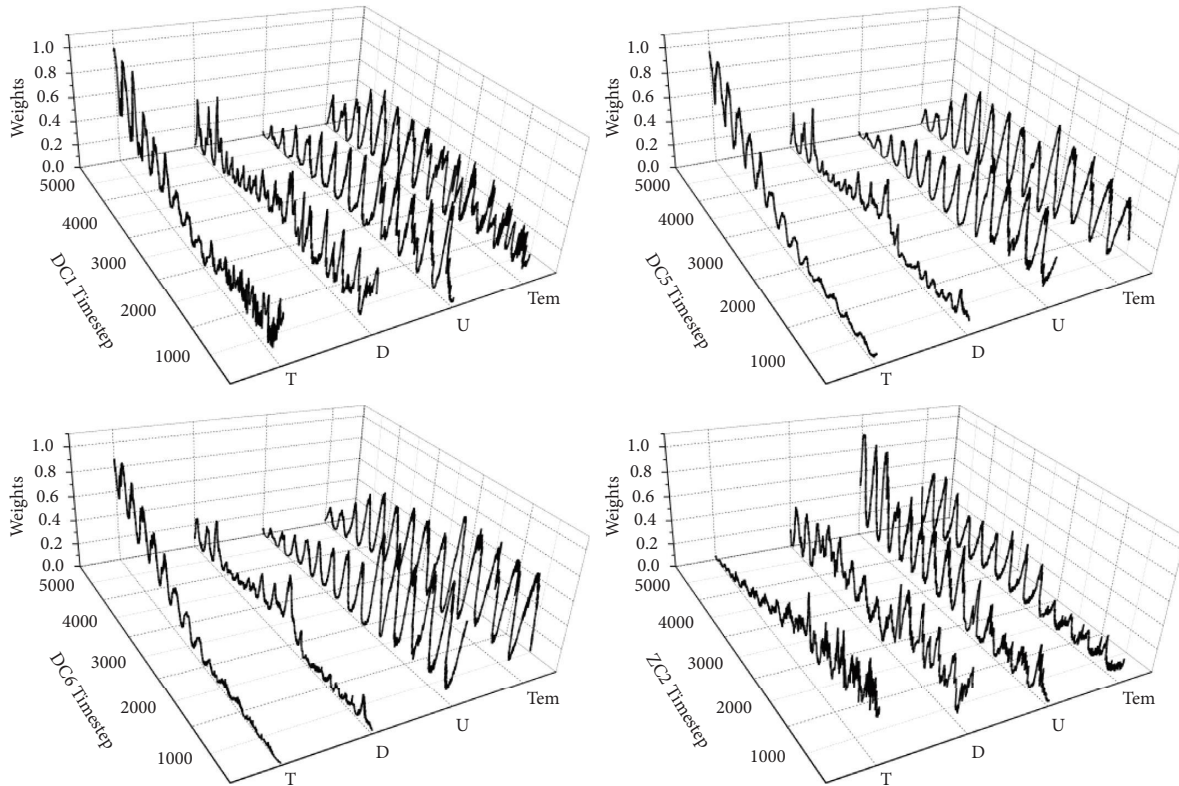 1.0
0.8
0.6
0.4
0.2
0.0
Weights
5000
4000
3000
2000
1000
DC1 Timestep
T
D
U
Tem
1.0
0.8
0.6
0.4
0.2
0.0
Weights
5000
4000
3000
2000
1000
DC5 Timestep
T
D
U
Tem
1.0
0.8
0.6
0.4
0.2
0.0
Weights
5000
4000
3000
2000
1000
DC6 Timestep
T
D
U
Tem
1.0
0.8
0.6
0.4
0.2
0.0
Weights
5000
4000
3000
2000
1000
ZC2 Timestep
T
D
U
Tem